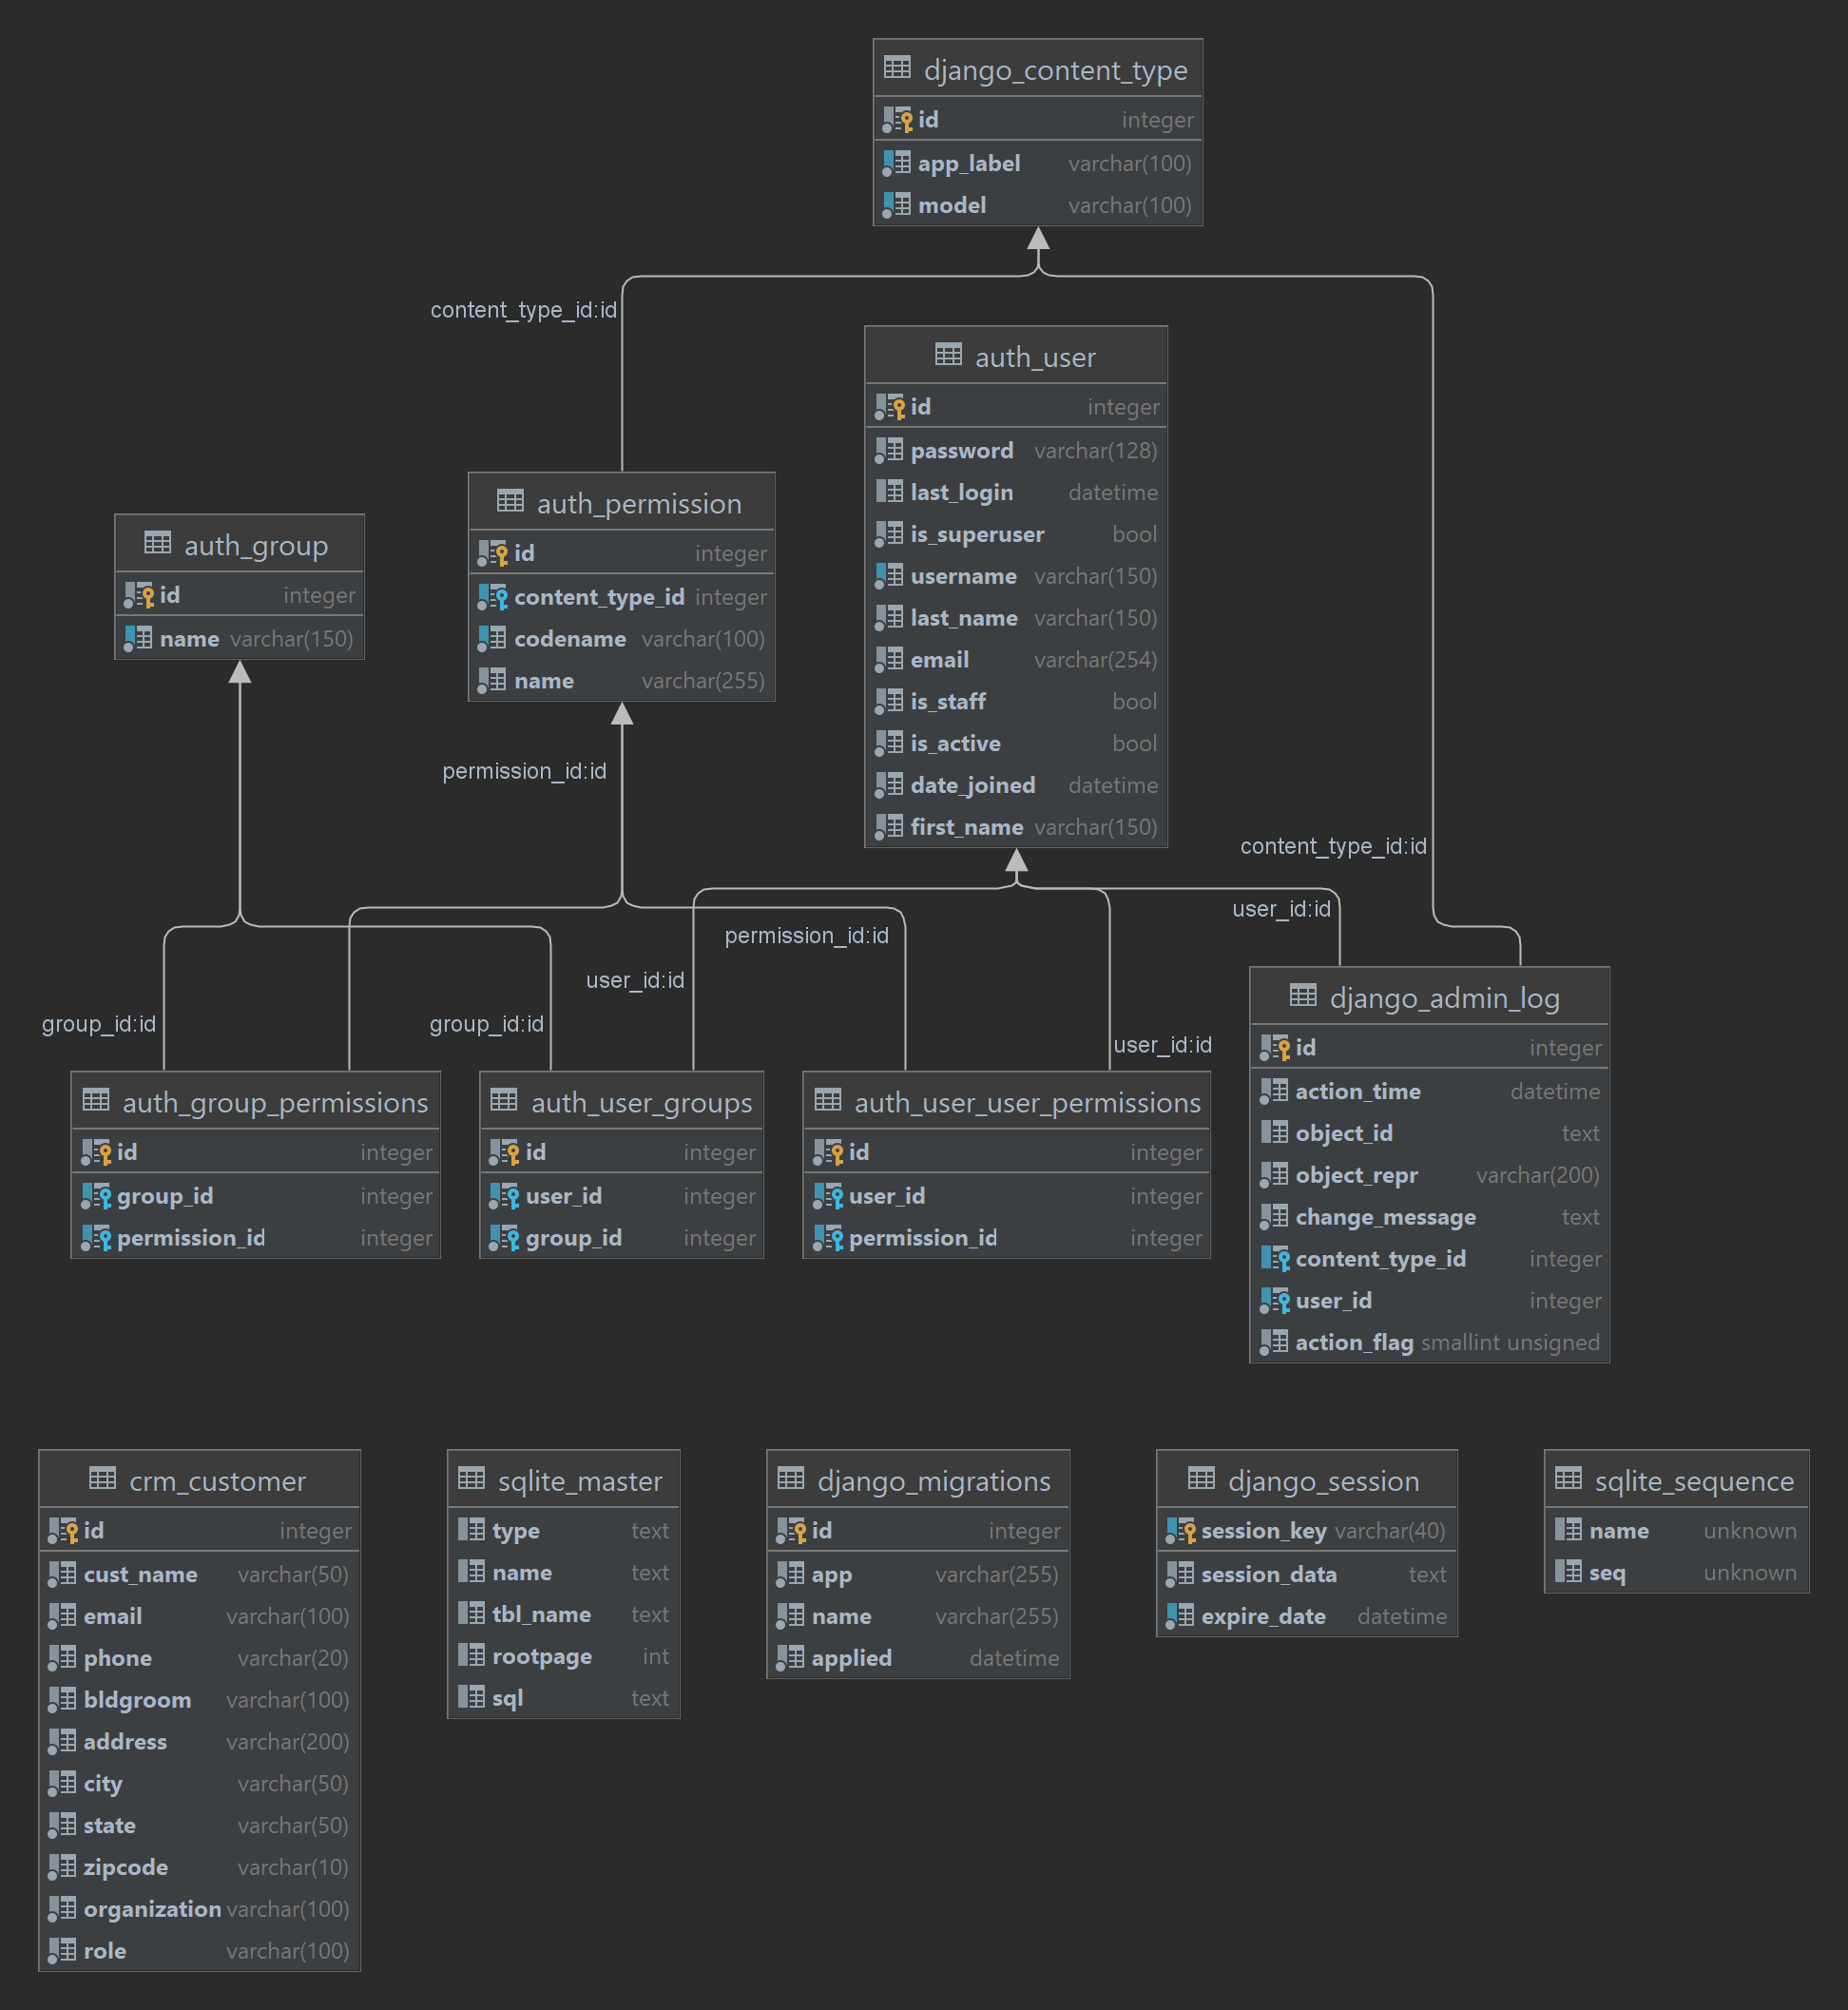 django_content_type
id integer
app_label varchar(100)
model varchar(100)
content_type_id:id
auth_user
id integer
password varchar(128)
last_login datetime
is_superuser bool
username varchar(150)
last_name varchar(150)
email varchar(254)
is_staff bool
is_active bool
date_joined datetime
first_name varchar(150)
auth_permission
id integer
content_type_id integer
codename varchar(100)
name varchar(255)
auth_group
id integer
name varchar(150)
permission_id:id
content_type_id:id
user_id:id
permission_id:id
user_id:id
group_id:id
group_id:id
user_id:id
django_admin_log
id integer
action_time datetime
object_id text
object_repr varchar(200)
change_message text
content_type_id integer
user_id integer
action_flag smallint unsigned
auth_group_permissions
id integer
group_id integer
permission_id integer
auth_user_groups
id integer
user_id integer
group_id integer
auth_user_user_permissions
id integer
user_id integer
permission_id integer
crm_customer
id integer
cust_name varchar(50)
email varchar(100)
phone varchar(20)
bldgroom varchar(100)
address varchar(200)
city varchar(50)
state varchar(50)
zipcode varchar(10)
organization varchar(100)
role varchar(100)
sqlite_master
type text
name text
tbl_name text
rootpage int
sql text
django_migrations
id integer
app varchar(255)
name varchar(255)
applied datetime
django_session
session_key varchar(40)
session_data text
expire_date datetime
sqlite_sequence
name unknown
seq unknown